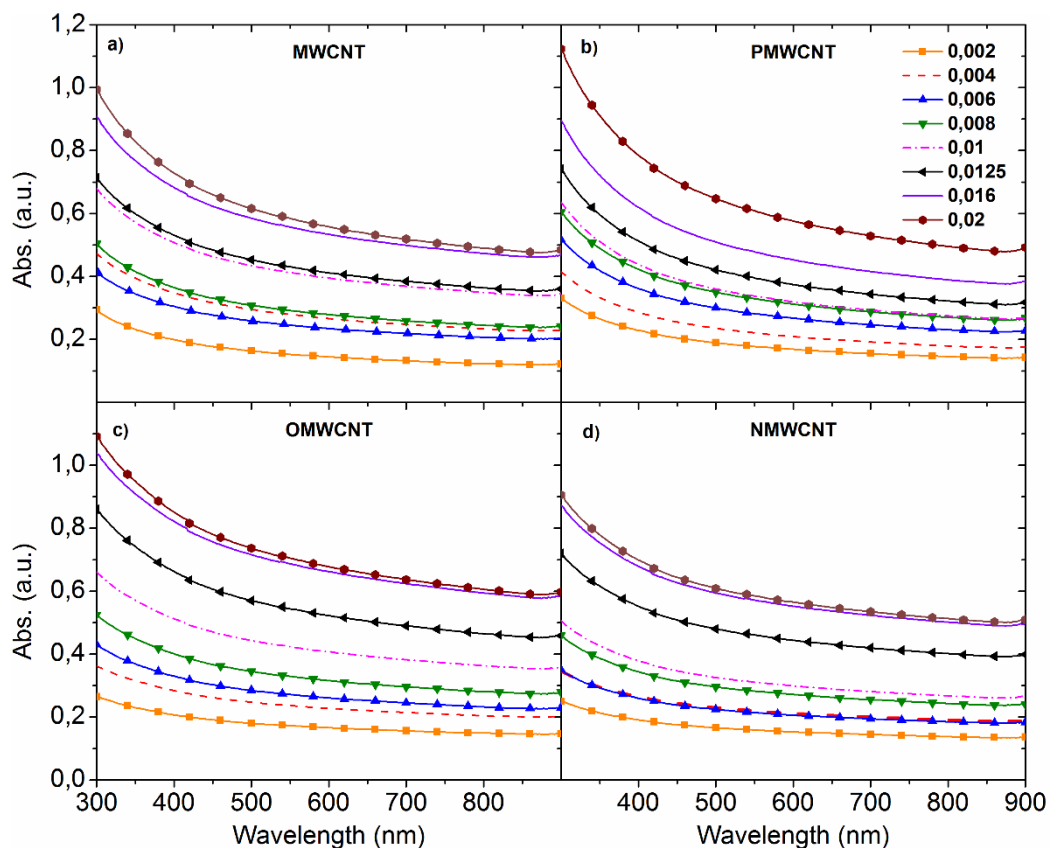 a) MWCNT
b) PMWCNT
0,002
0,004
0,006
0,008
0,01
0,0125
0,016
0,02
1,2
1,0
0,8
0,6
0,4
0,2
Abs. (a.u.)
c) OMWCNT
d) NMWCNT
1,0
0,8
0,6
0,4
0,2
0,0
Abs. (a.u.)
300 400 500 600 700 800
400 500 600 700 800 900
Wavelength (nm) Wavelength (nm)